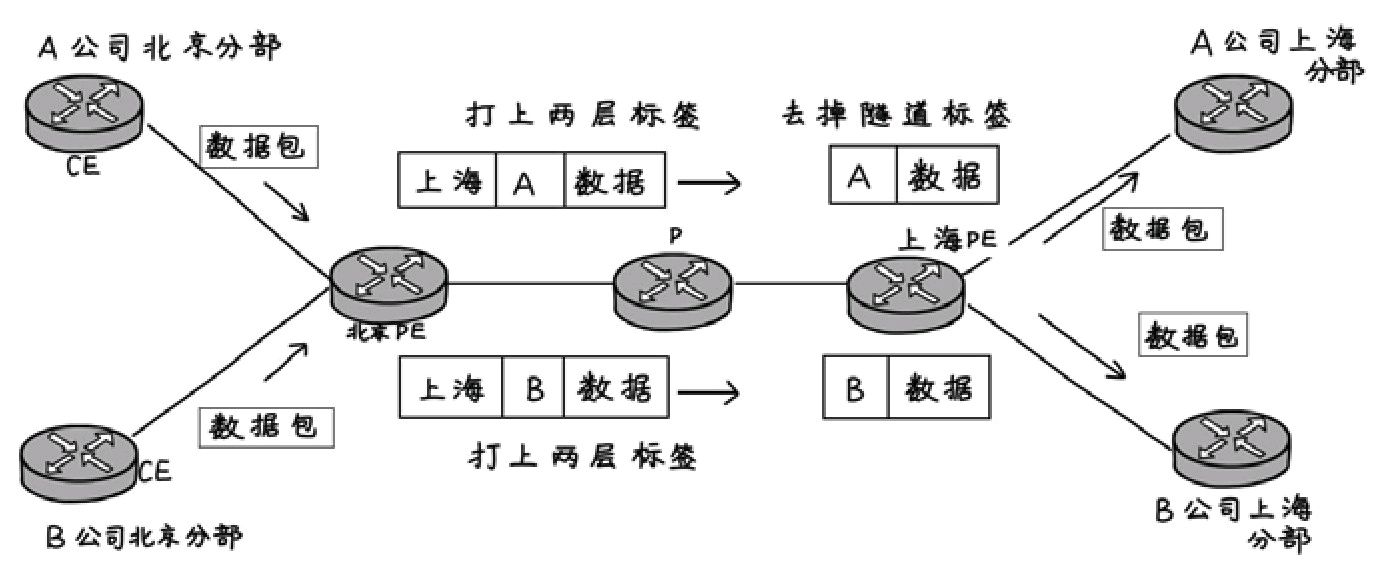 A公司北京分部
A公司上海
分部
打上两层标签
去掉隧道标签
数据包
CE
上海 A 数据
A 数据
数据包
P
上海PE
北京PE
数据包
上海 B 数据
B 数据
数据包
打上两层标签
CE
B公司北京分部
B公司上海
分部